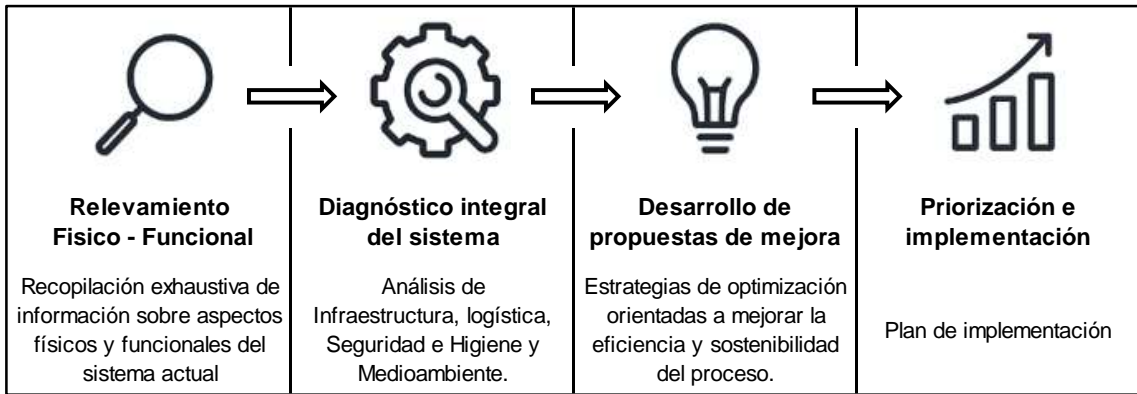 Relevamiento
Fisico - Funcional
Recopilación exhaustiva de
información sobre aspectos
físicos y funcionales del
sistema actual
Diagnóstico integral
del sistema
Análisis de
Infraestructura, logística,
Seguridad e Higiene y
Medioambiente.
Desarrollo de
propuestas de mejora
Estrategias de optimización
orientadas a mejorar la
eficiencia y sostenibilidad
del proceso.
Priorización e
implementación
Plan de implementación